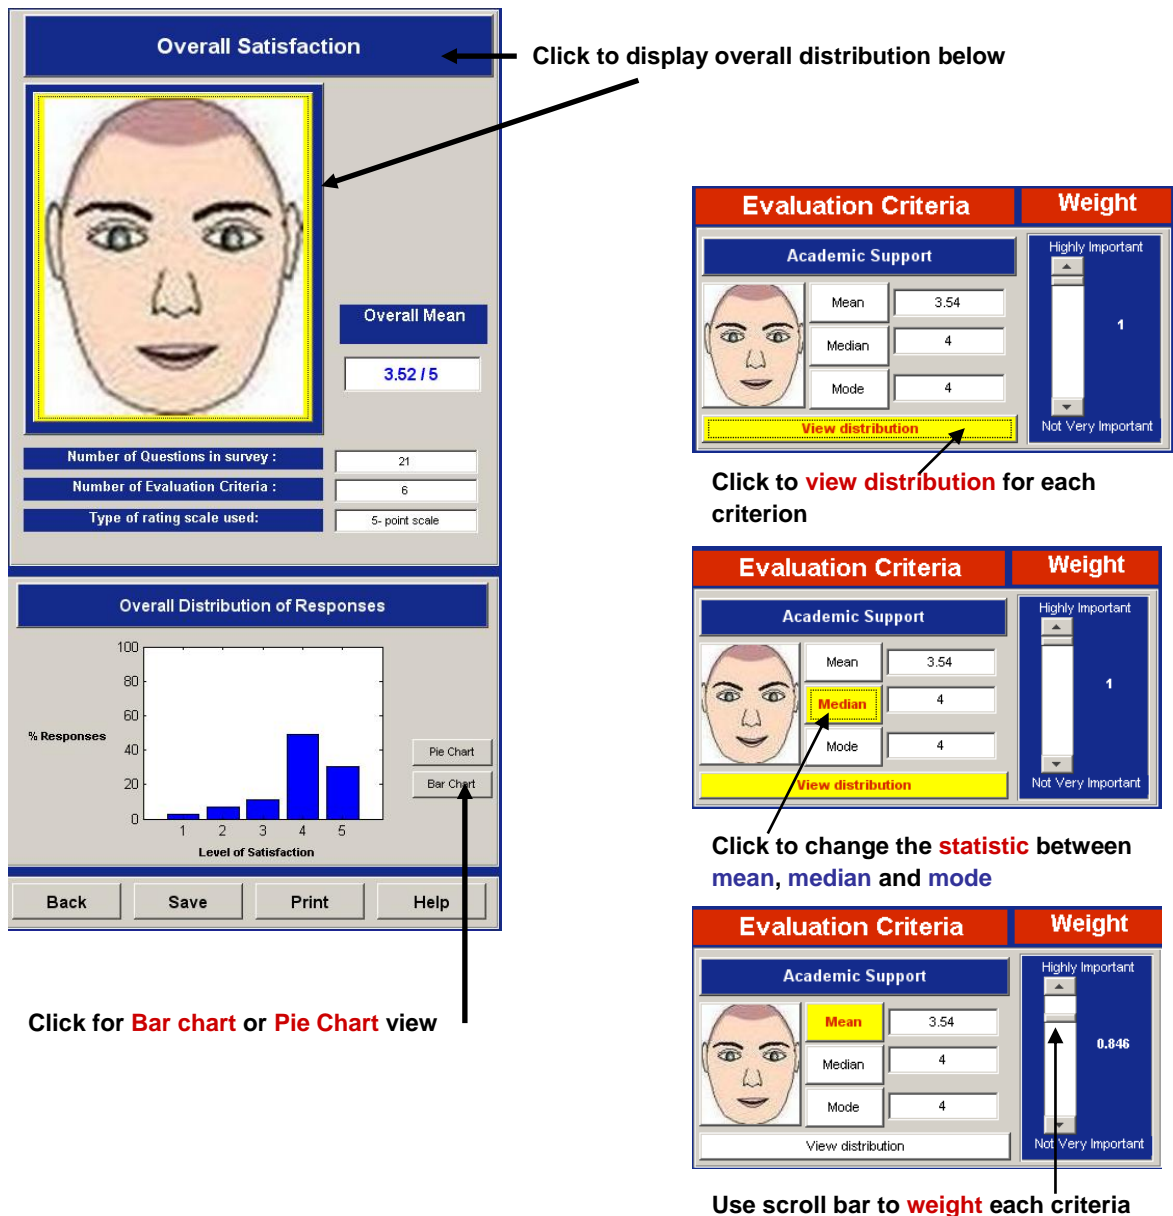 Overall Satisfaction
Click to display overall distribution below
Overall Mean
3.52 / 5
Number of Questions in survey :
21
Number of Evaluation Criteria :
6
Type of rating scale used:
5- point scale
Overall Distribution of Responses
100
80
60
40
20
0
% Responses
1 2 3 4 5
Level of Satisfaction
Pie Chart
Bar Chart
Back
Save
Print
Help
Click for Bar chart or Pie Chart view
Evaluation Criteria
Weight
Academic Support
Mean
3.54
Median
4
Mode
4
View distribution
Highly Important
1
Not Very Important
Click to view distribution for each
criterion
Evaluation Criteria
Weight
Academic Support
Mean
3.54
Median
4
Mode
4
View distribution
Highly Important
1
Not Very Important
Click to change the statistic between
mean, median and mode
Evaluation Criteria
Weight
Academic Support
Mean
3.54
Median
4
Mode
4
View distribution
Highly Important
0.846
Not Very Important
Use scroll bar to weight each criteria